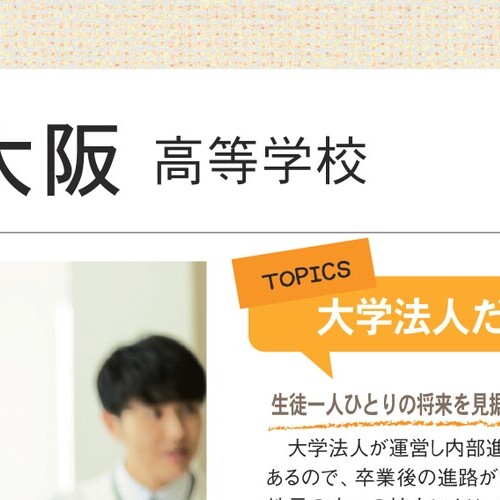 大阪 高等学校
TOPICS
大学法人だ
生徒一人ひとりの将来を見据
大学法人が運営し内部進
あるので、卒業後の進路が